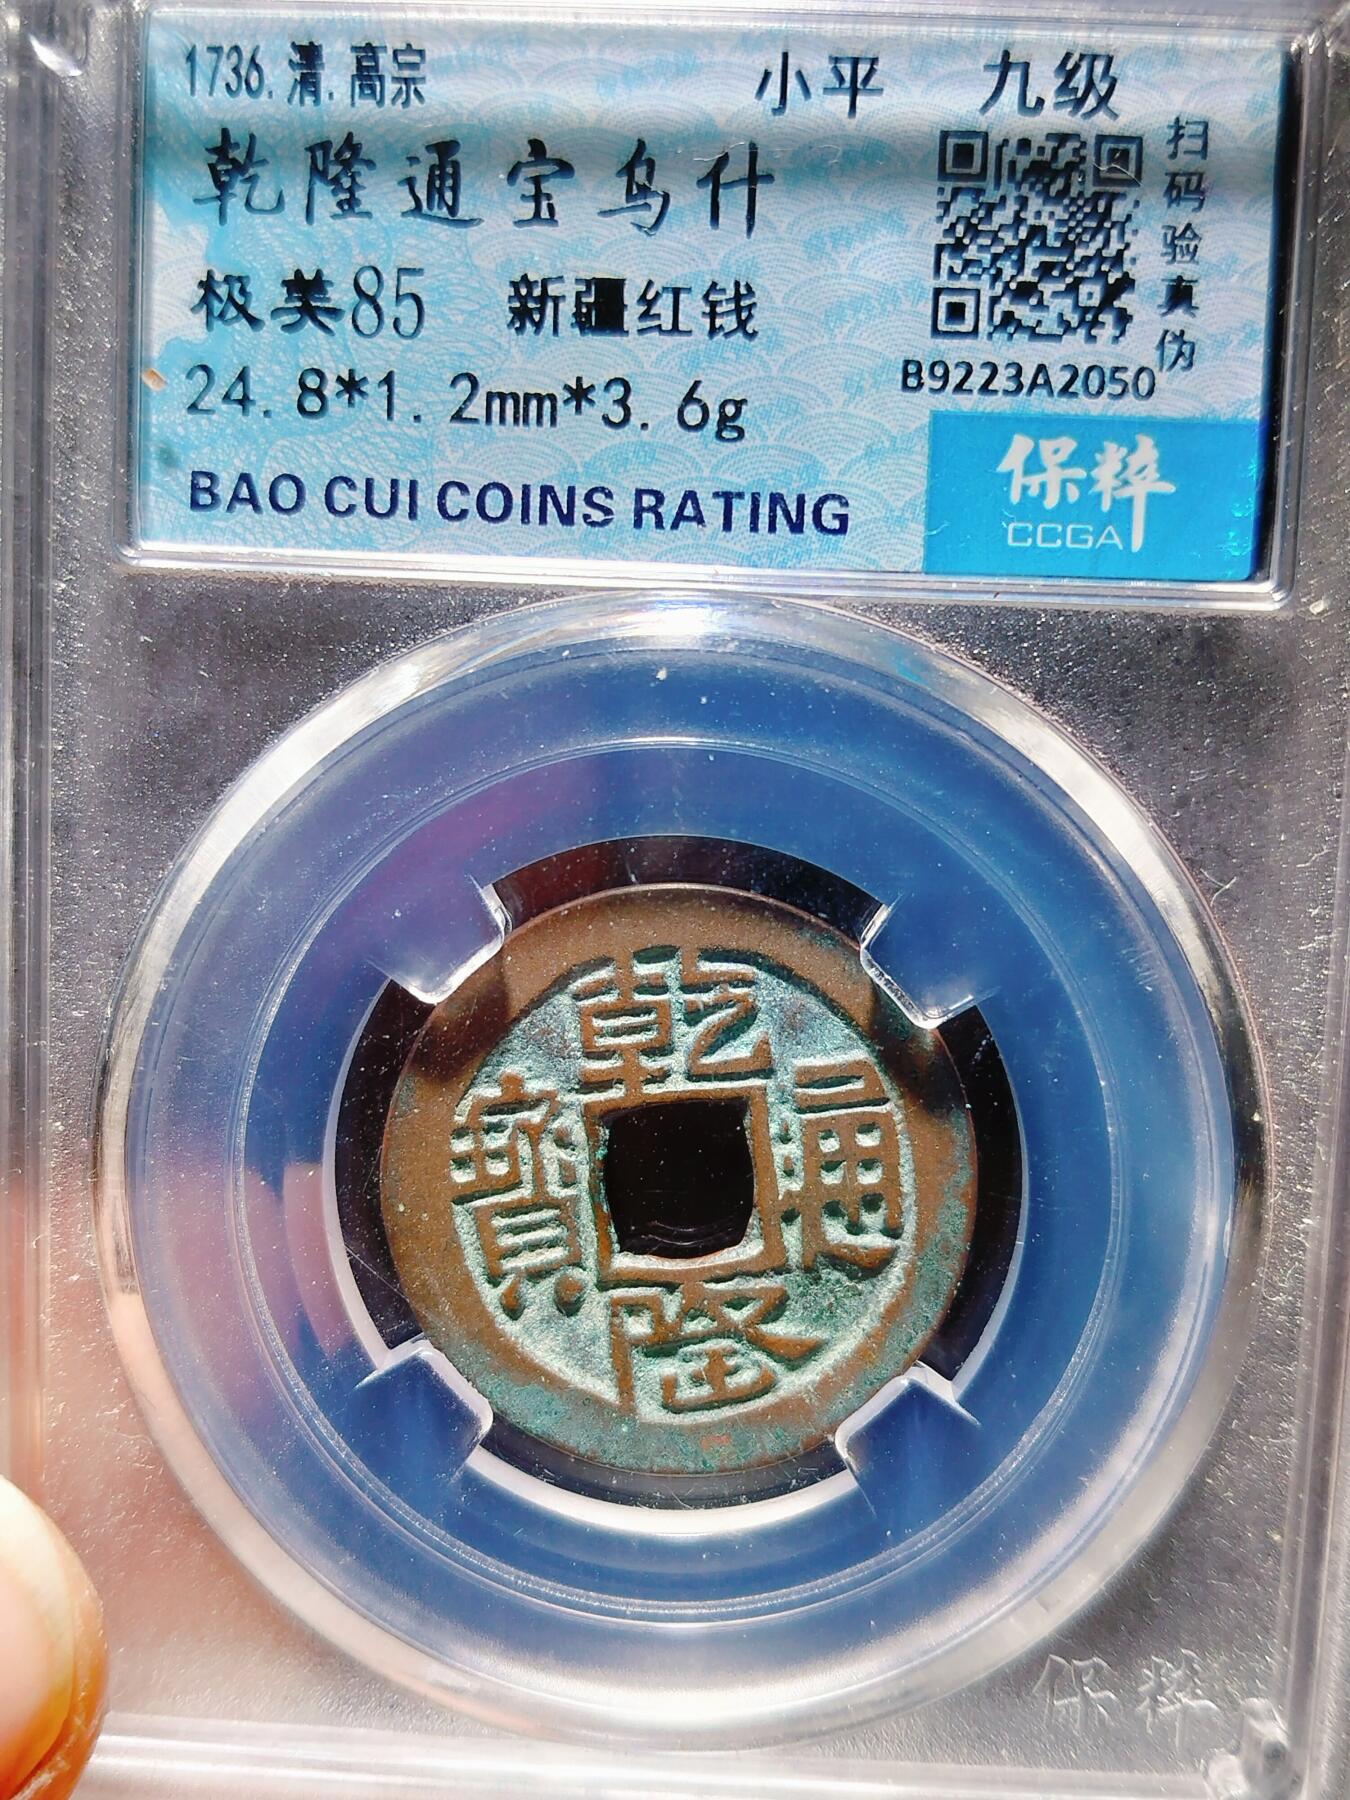 1736.清.高宗 小平 九级
乾隆通宝乌什
极美85 新疆红钱
24.8*1.2mm*3.6g
BAO CUI COINS RATING
扫码验真伪
B9223A2050
保粹
CCGA
乾隆通寳
保粹